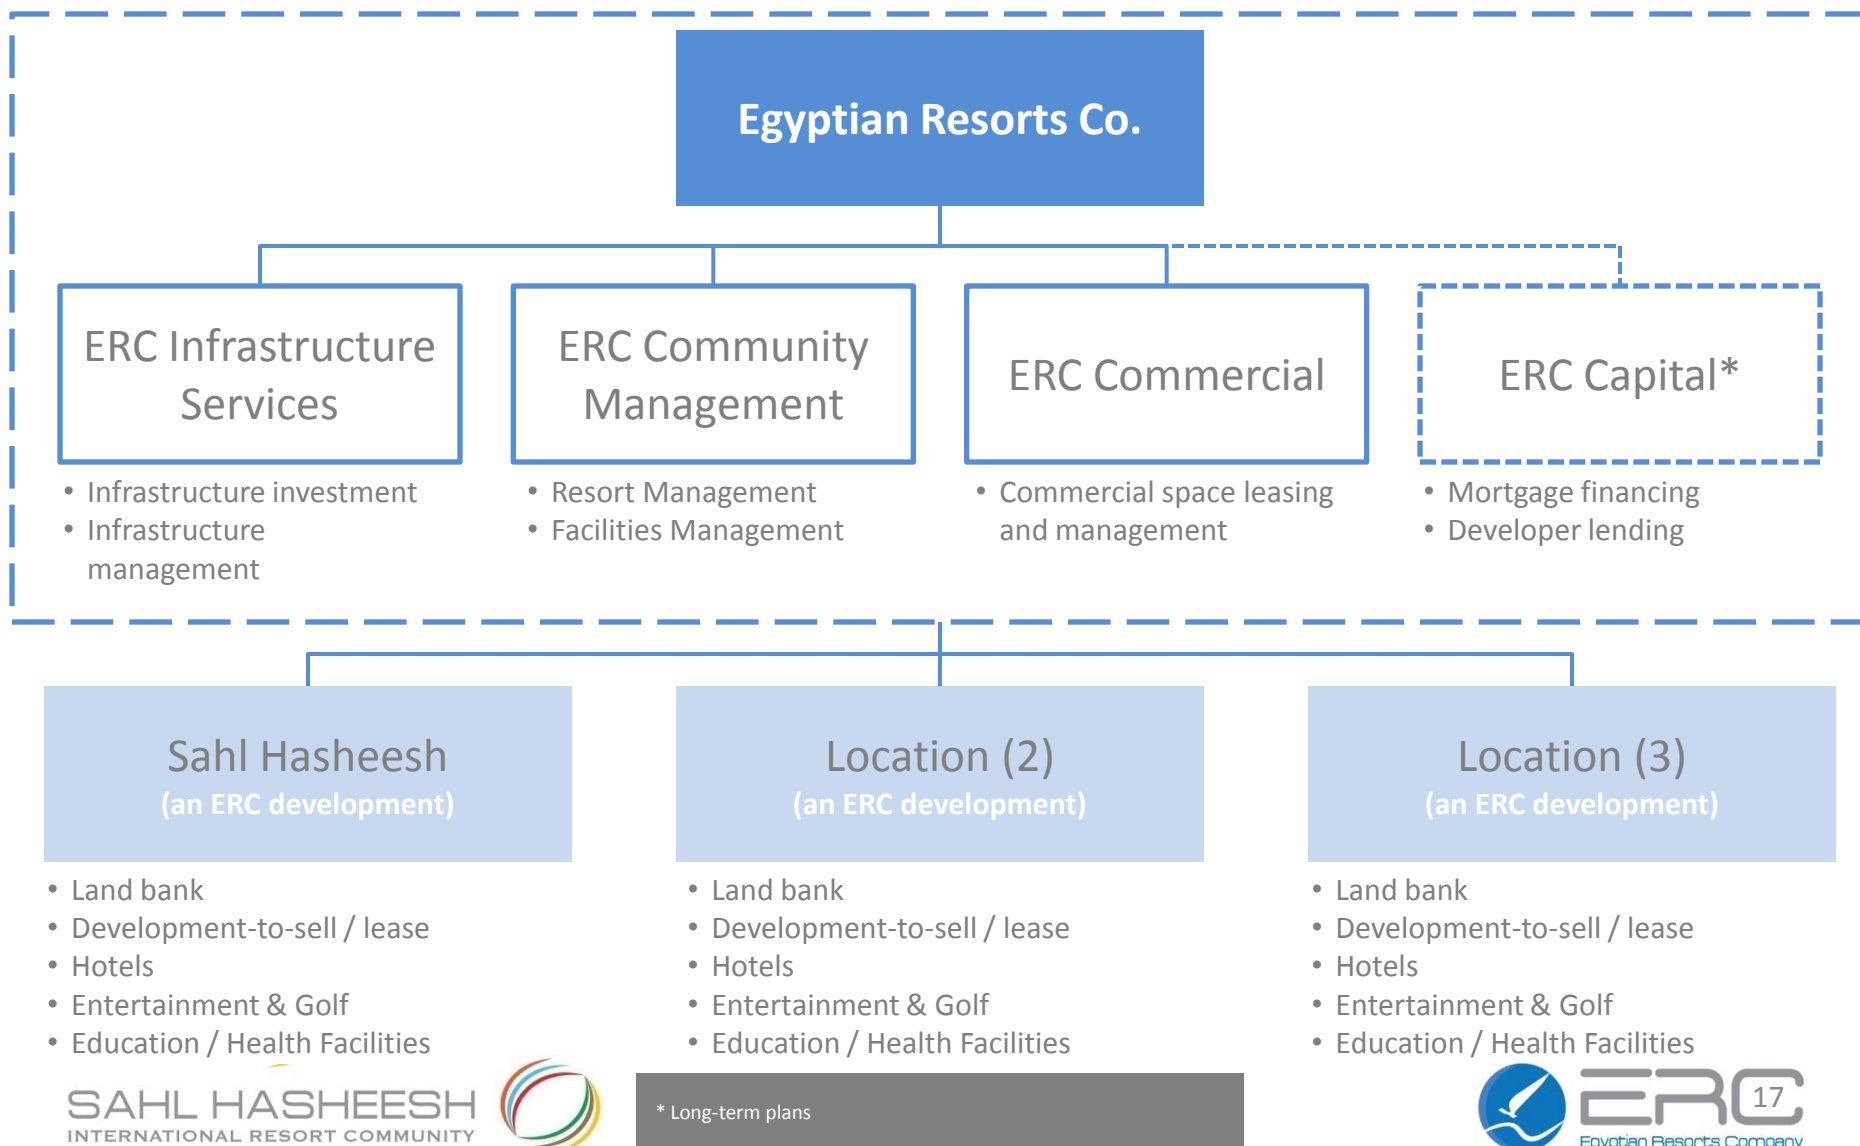 Egyptian Resorts Co.
ERC Infrastructure
Services
ERC Community
Management
ERC Commercial
ERC Capital*
• Infrastructure investment
• Infrastructure
management
• Resort Management
• Facilities Management
• Commercial space leasing
and management
• Mortgage financing
• Developer lending
Sahl Hasheesh
(an ERC development)
Location (2)
(an ERC development)
Location (3)
(an ERC development)
• Land bank
• Development-to-sell / lease
• Hotels
• Entertainment & Golf
• Education / Health Facilities
• Land bank
• Development-to-sell / lease
• Hotels
• Entertainment & Golf
• Education / Health Facilities
• Land bank
• Development-to-sell / lease
• Hotels
• Entertainment & Golf
• Education / Health Facilities
SAHL HASHEESH
INTERNATIONAL RESORT COMMUNITY
* Long-term plans
ERC
17
Egyptian Resorts Company